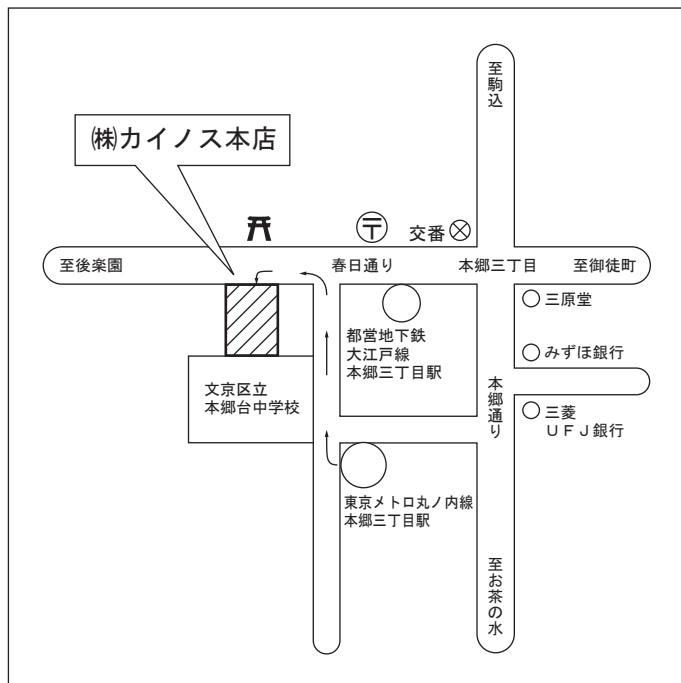 至駒込
㈱カイノス本店
〒
交番
至後楽園
春日通り
本郷三丁目
至御徒町
三原堂
都営地下鉄
大江戸線
本郷三丁目駅
みずほ銀行
文京区立
本郷台中学校
本郷通り
三菱
ＵＦＪ銀行
東京メトロ丸ノ内線
本郷三丁目駅
至お茶の水